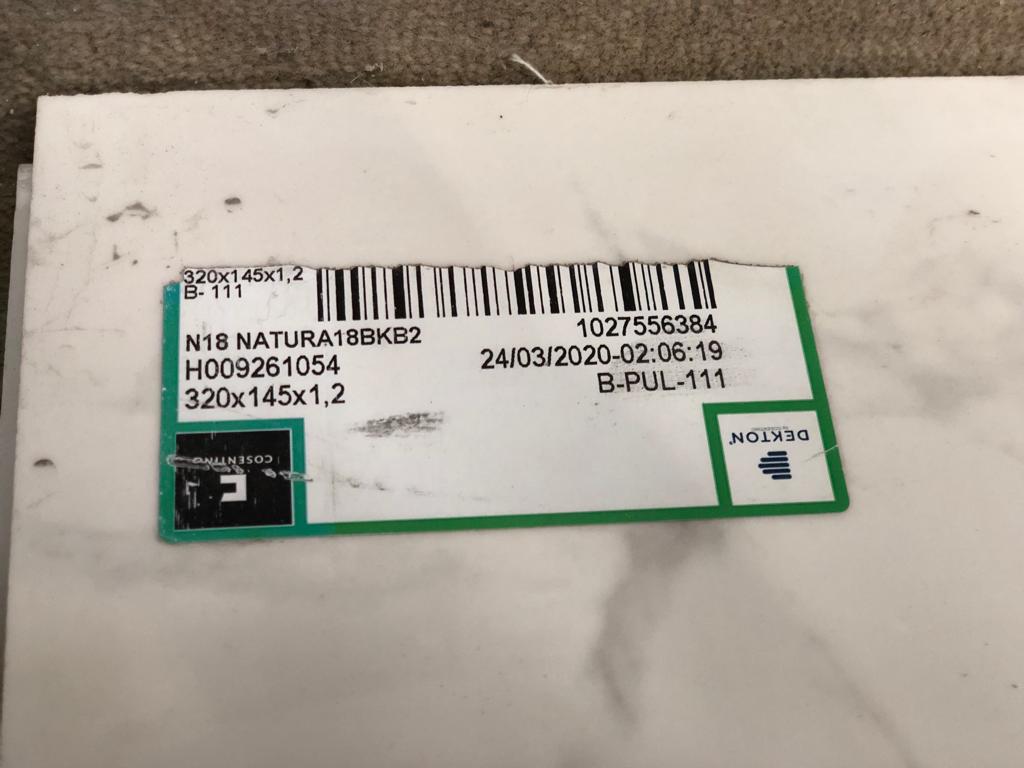 320x145x1,2
B- 111
N18 NATURA18BKB2
H009261054
320x145x1,2
1027556384
24/03/2020-02:06:19
B-PUL-111
COSENTINO
DEKTON